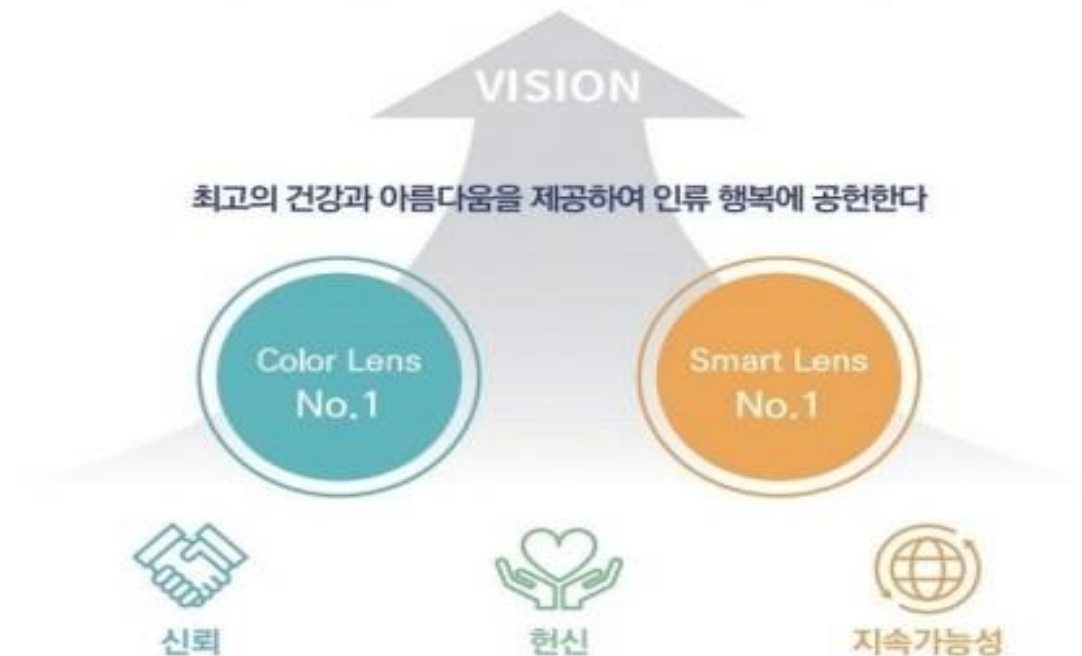 VISION
최고의 건강과 아름다움을 제공하여 인류 행복에 공헌한다
Color Lens
No.1
Smart Lens
No.1
신뢰
헌신
지속가능성